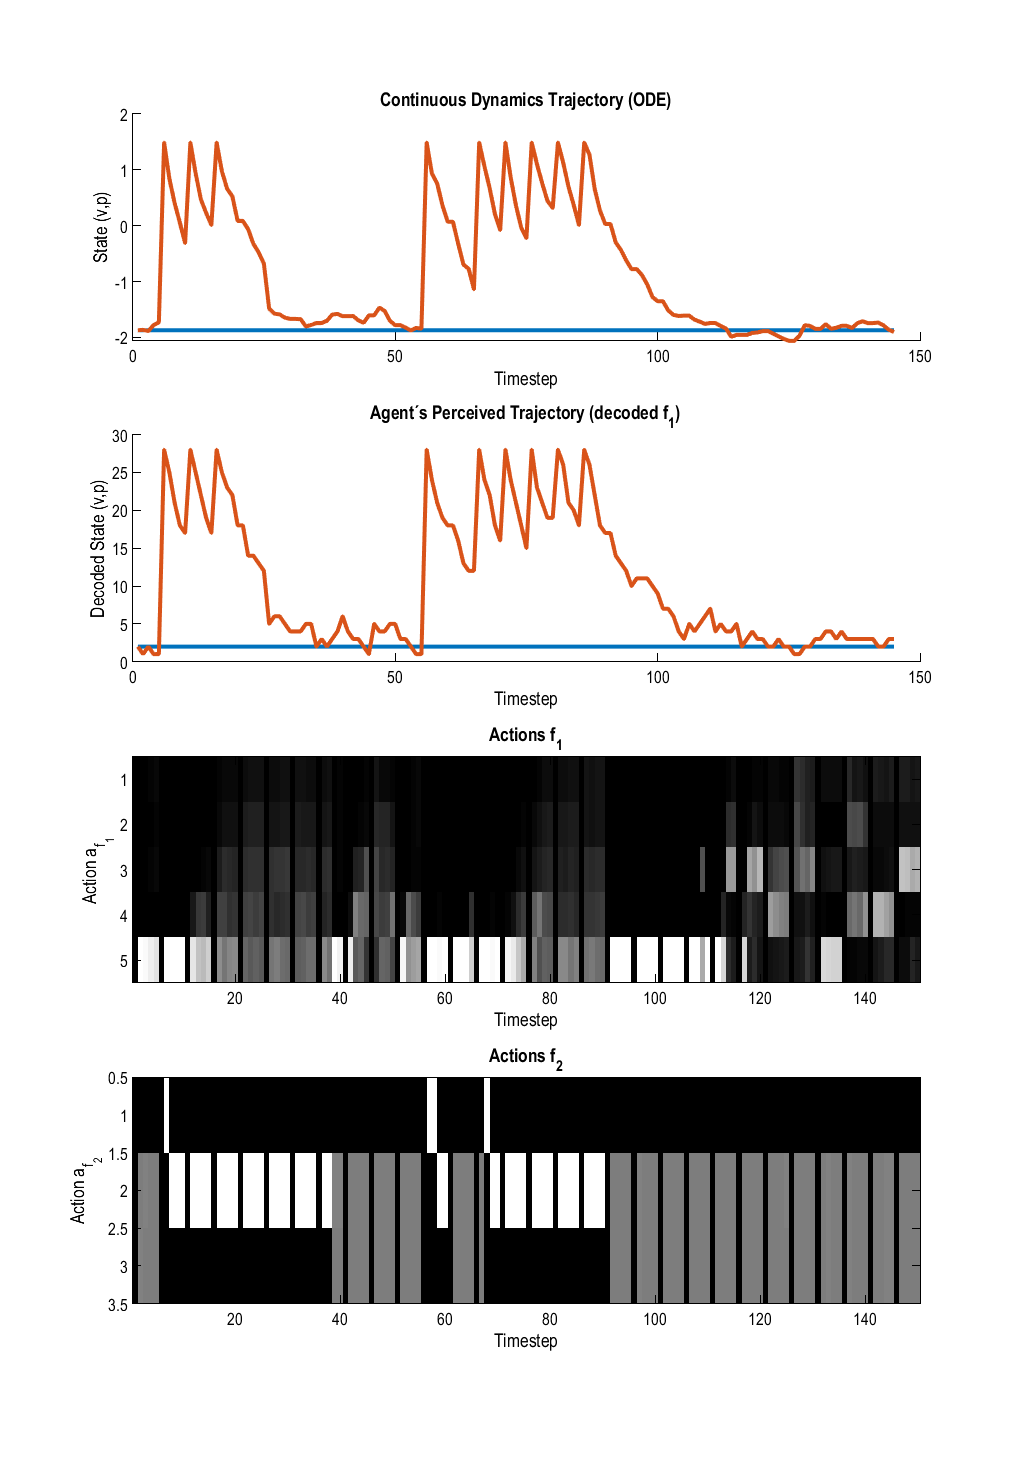 Continuous Dynamics Trajectory (ODE)
2
1
0
-1
-2
State (v,p)
0 50 100 150
Timestep
Agent´s Perceived Trajectory (decoded f1)
30
25
20
15
10
5
0
Decoded State (v,p)
0 50 100 150
Timestep
Actions f1
1
2
3
4
5
Action af1
20 40 60 80 100 120 140
Timestep
Actions f2
0.5
1
1.5
2
2.5
3
3.5
Action af2
20 40 60 80 100 120 140
Timestep